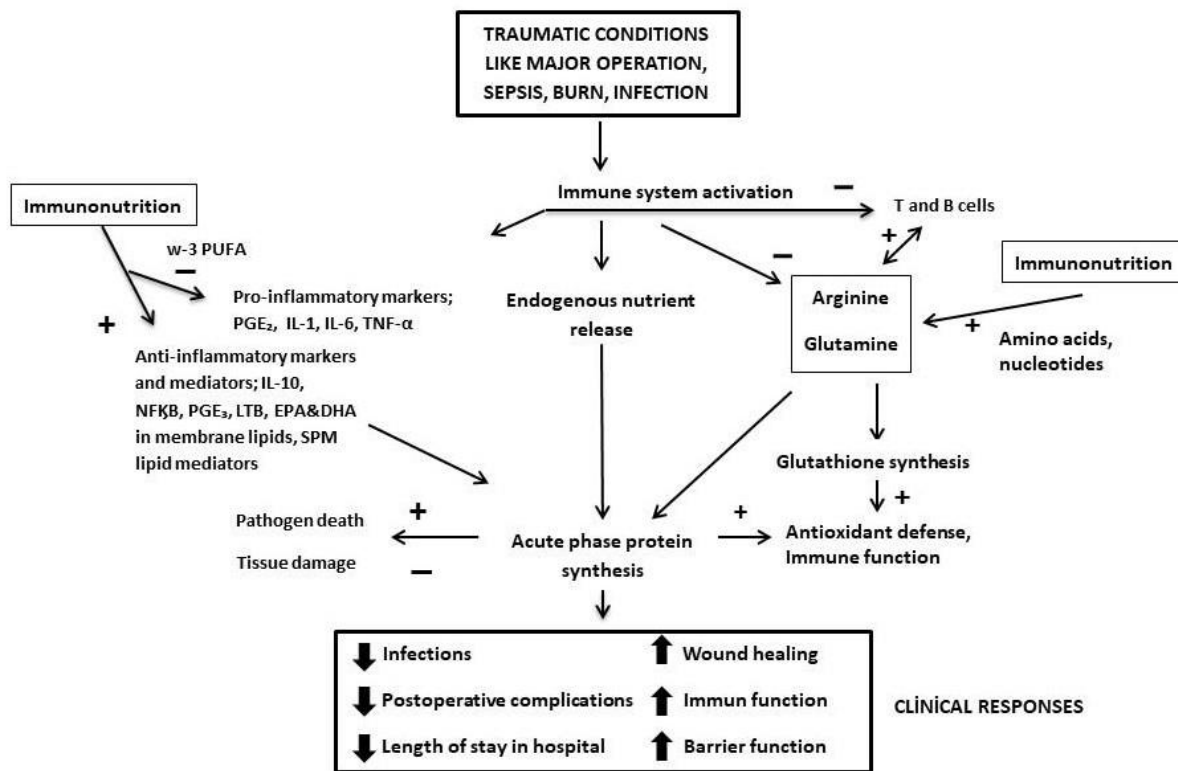 TRAUMATIC CONDITIONS
LIKE MAJOR OPERATION,
SEPSIS, BURN, INFECTION
Immune system activation
−
T and B cells
+
Immunonutrition
w-3 PUFA
−
Pro-inflammatory markers;
PGE₂, IL-1, IL-6, TNF-α
+
Anti-inflammatory markers
and mediators; IL-10,
NFĶB, PGE₃, LTB, EPA&DHA
in membrane lipids, SPM
lipid mediators
Endogenous nutrient
release
−
Arginine
Glutamine
Immunonutrition
+
Amino acids,
nucleotides
Glutathione synthesis
+
Pathogen death
+
Tissue damage
−
Acute phase protein
synthesis
+
Antioxidant defense,
Immune function
Infections
Wound healing
Postoperative complications
Immun function
Length of stay in hospital
Barrier function
CLİNİCAL RESPONSES